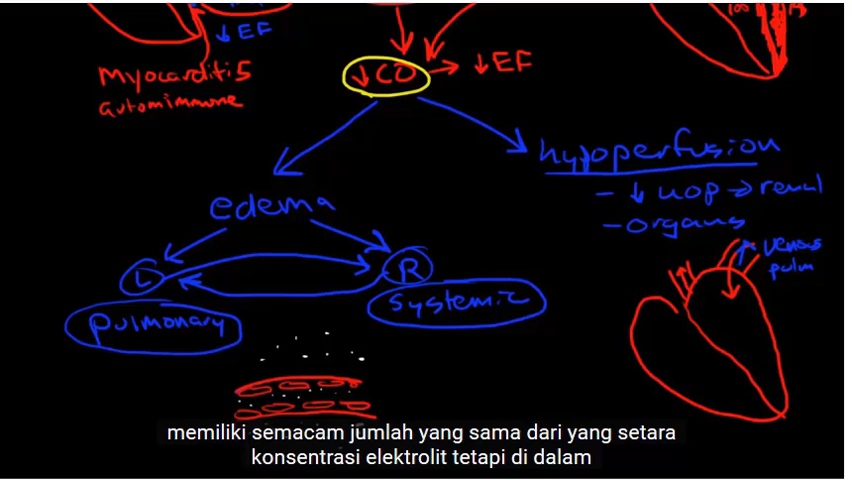 ↓ EF
Myocarditis
autoimmune
↓ CO → ↓ EF
hypoperfusion
- ↓ UOP → renal
- organs
edema
L
R
pulmonary
systemic
venous
pulm
memiliki semacam jumlah yang sama dari yang setara
konsentrasi elektrolit tetapi di dalam